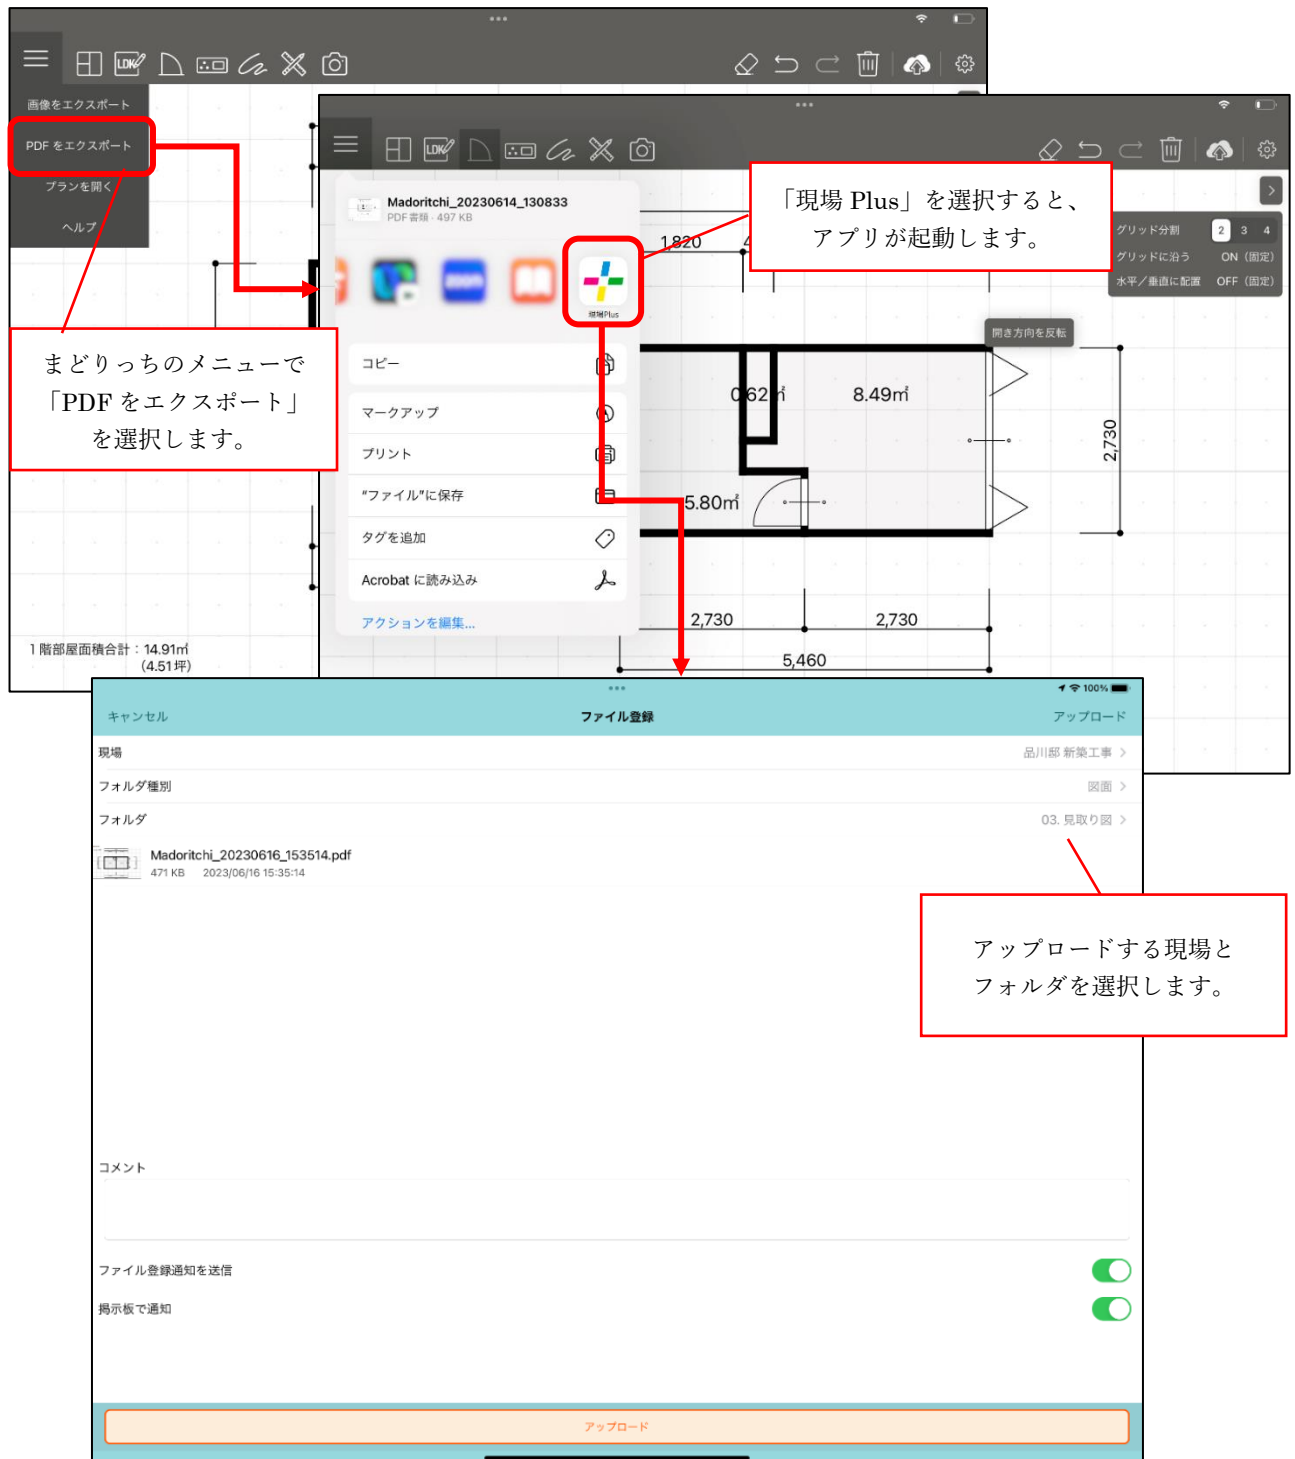 画像をエクスポート
PDF をエクスポート
プランを開く
ヘルプ
LDK
LDK
Madoritchi_20230614_130833
PDF書類・497 KB
zoom
現場Plus
コピー
マークアップ
プリント
"ファイル"に保存
タグを追加
Acrobat に読み込み
アクションを編集...
「現場 Plus」を選択すると、
アプリが起動します。
グリッド分割 2 3 4
グリッドに沿う ON（固定）
水平／垂直に配置 OFF（固定）
開き方向を反転
1,820
8.49㎡
5.80㎡
2,730
2,730
2,730
5,460
まどりっちのメニューで
「PDF をエクスポート」
を選択します。
1 階部屋面積合計：14.91㎡
（4.51 坪）
100%
キャンセル
ファイル登録
アップロード
現場
品川邸 新築工事
フォルダ種別
図面
フォルダ
03. 見取り図
Madoritchi_20230616_153514.pdf
471 KB 2023/06/16 15:35:14
アップロードする現場と
フォルダを選択します。
コメント
ファイル登録通知を送信
掲示板で通知
アップロード